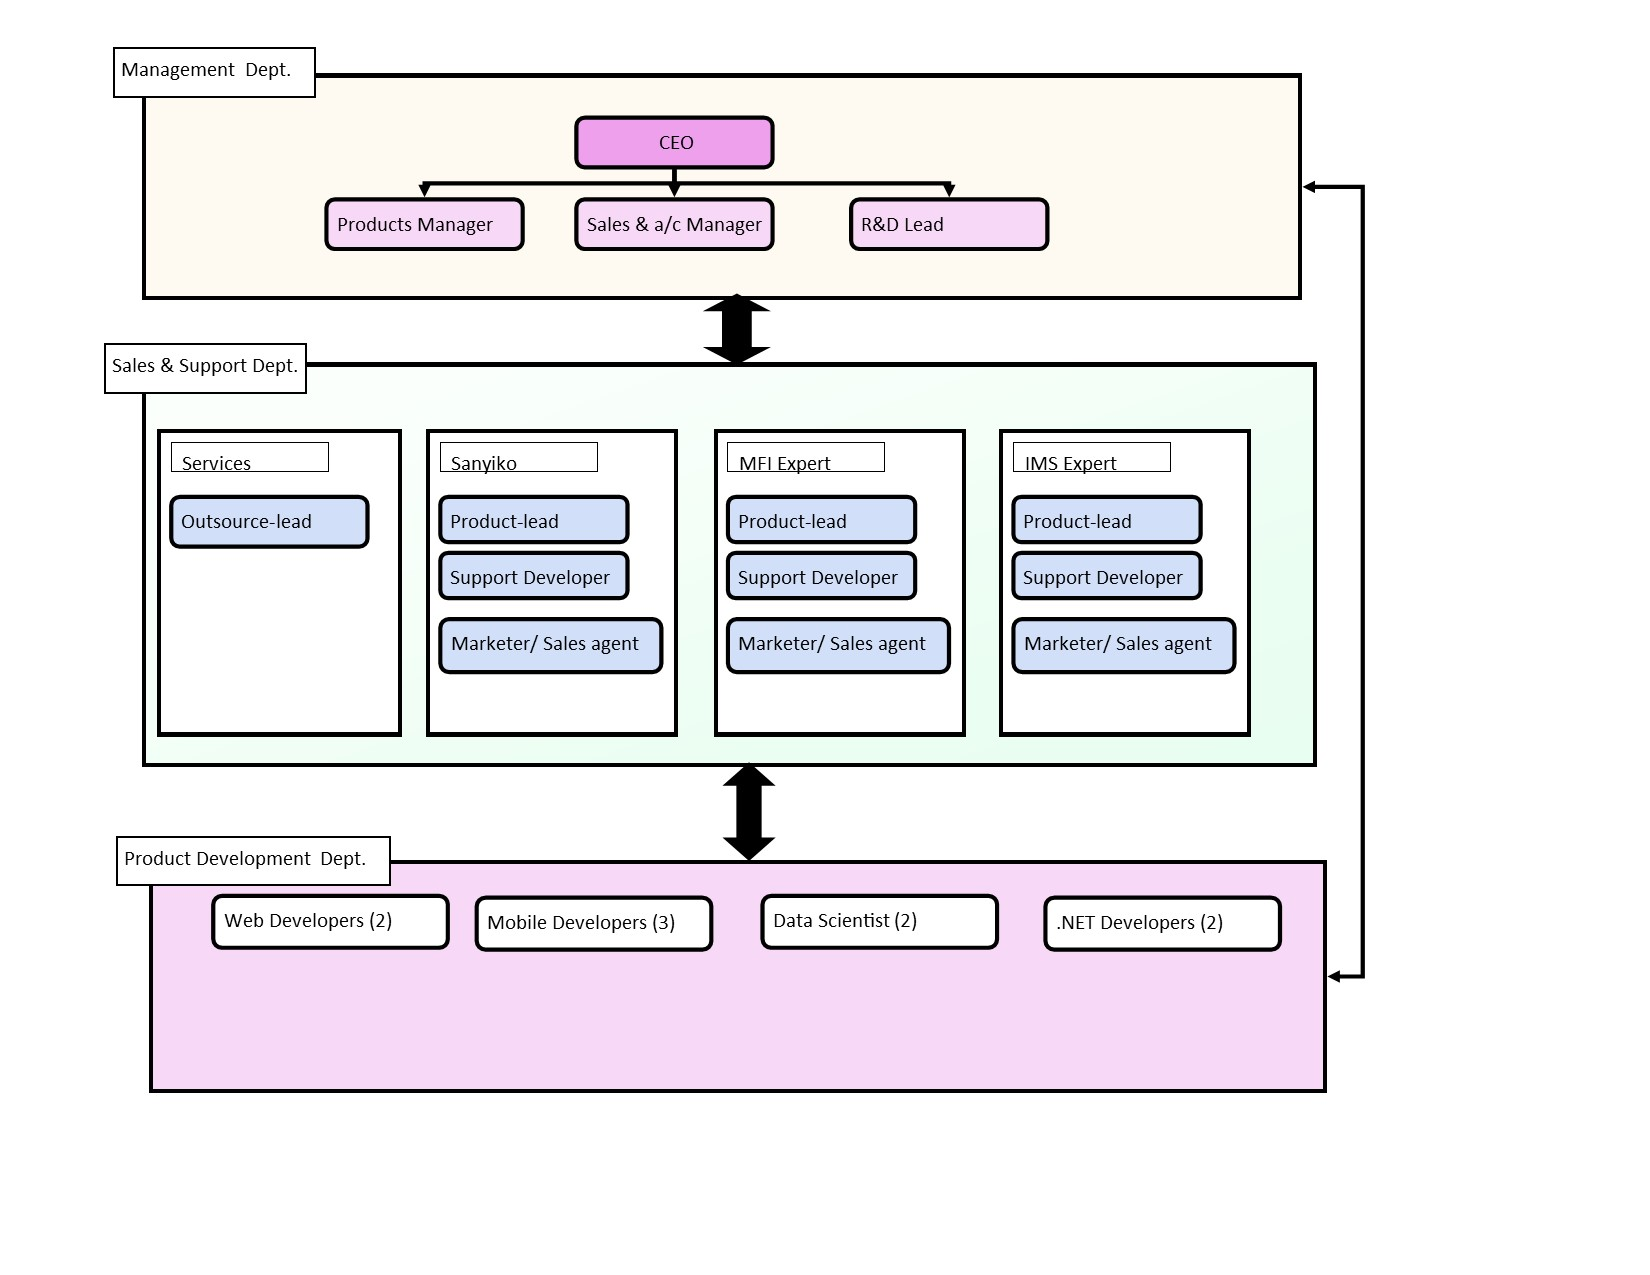 Management  Dept.
CEO
Products Manager
Sales & a/c Manager
R&D Lead
Sales & Support Dept.
Services
Outsource-lead
Sanyiko
Product-lead
Support Developer
Marketer/ Sales agent
MFI Expert
Product-lead
Support Developer
Marketer/ Sales agent
IMS Expert
Product-lead
Support Developer
Marketer/ Sales agent
Product Development  Dept.
Web Developers (2)
Mobile Developers (3)
Data Scientist (2)
.NET Developers (2)